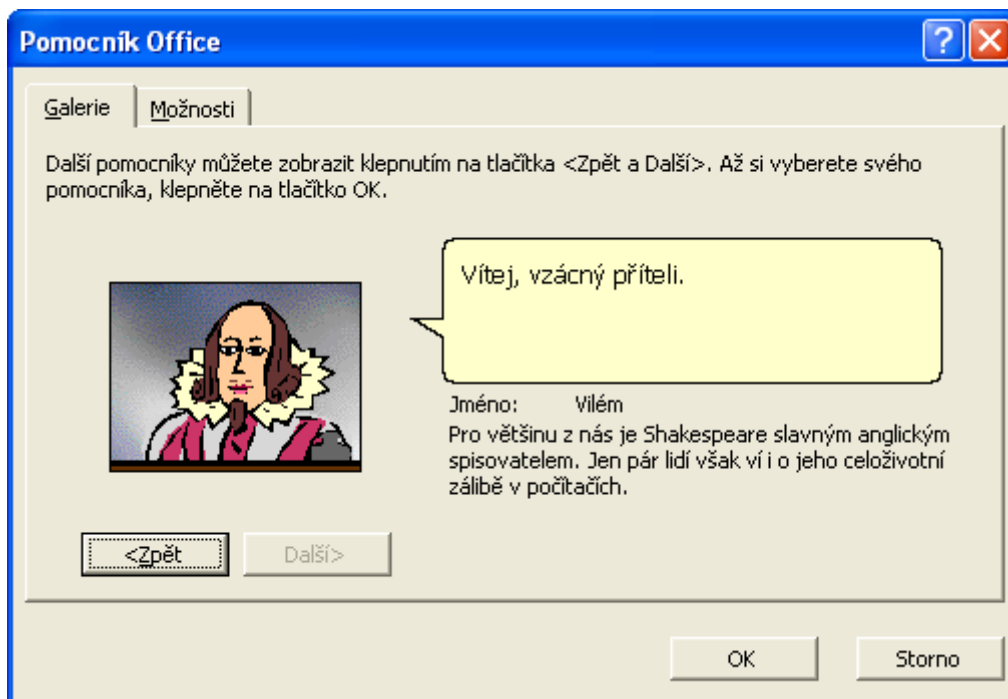 Pomocník Office
Galerie
Možnosti
Další pomocníky můžete zobrazit klepnutím na tlačítka <Zpět a Další>. Až si vyberete svého
pomocníka, klepněte na tlačítko OK.
Vítej, vzácný příteli.
Jméno: Vilém
Pro většinu z nás je Shakespeare slavným anglickým
spisovatelem. Jen pár lidí však ví i o jeho celoživotní
zálibě v počítačích.
<Zpět
Další>
OK
Storno